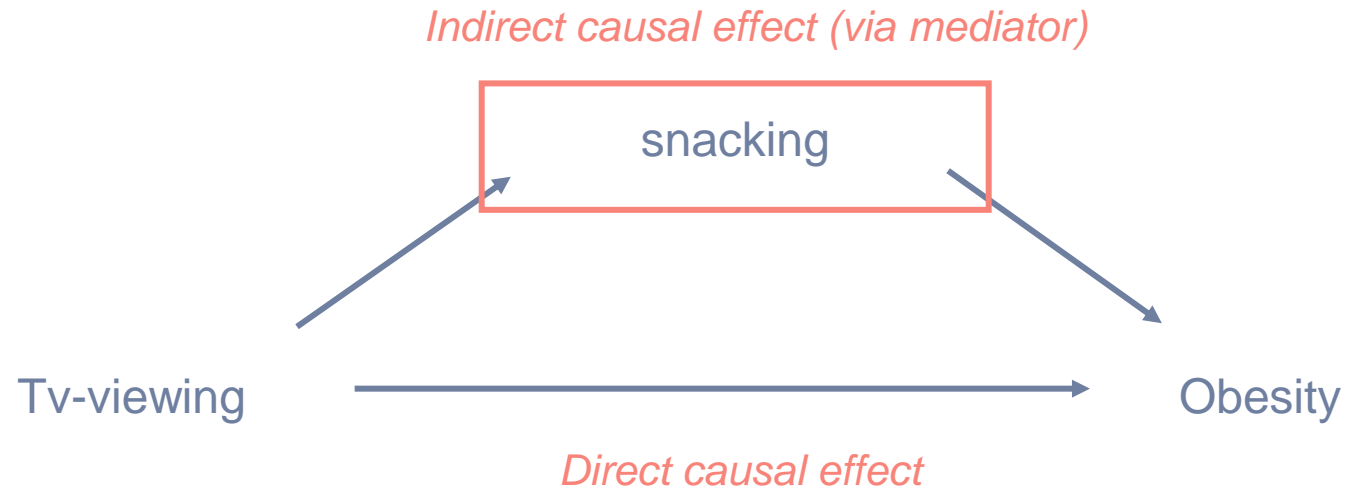 Indirect causal effect (via mediator)
snacking
Tv-viewing
Obesity
Direct causal effect